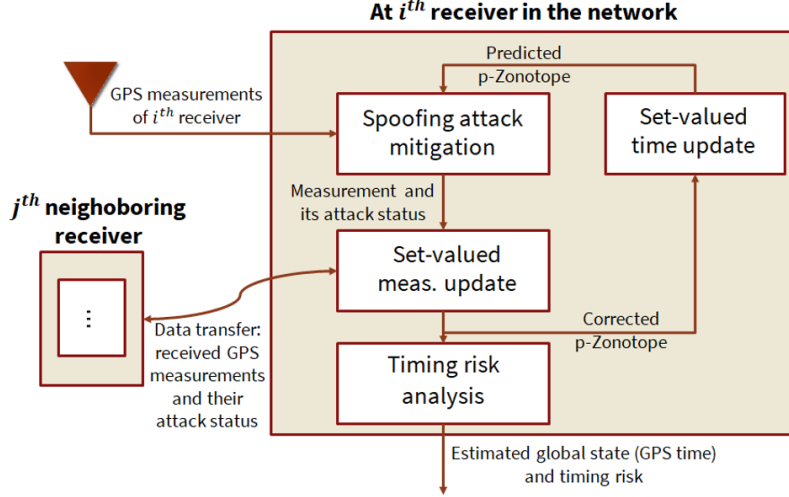 At iᵗʰ receiver in the network
Predicted
p-Zonotope
GPS measurements
of iᵗʰ receiver
Spoofing attack
mitigation
Set-valued
time update
Measurement and
its attack status
jᵗʰ neighoboring
receiver
Set-valued
meas. update
...
Data transfer:
received GPS
measurements
and their
attack status
Corrected
p-Zonotope
Timing risk
analysis
Estimated global state (GPS time)
and timing risk